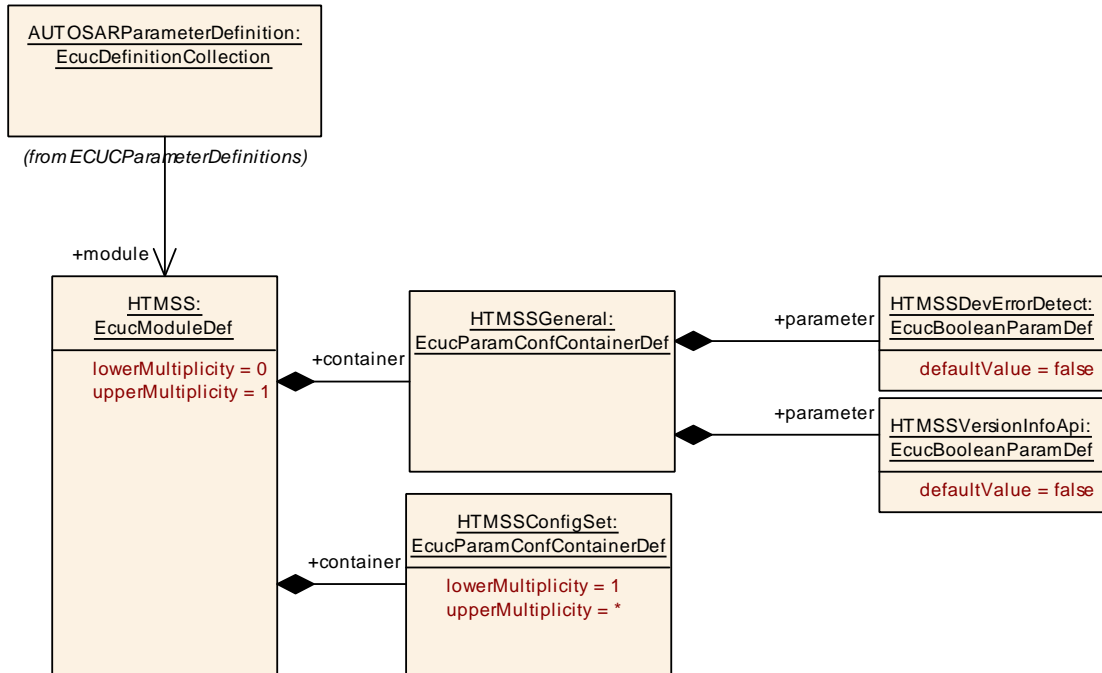 AUTOSARParameterDefinition:
EcucDefinitionCollection
(from ECUCParameterDefinitions)
+module
HTMSS:
EcucModuleDef
lowerMultiplicity = 0
upperMultiplicity = 1
+container
HTMSSGeneral:
EcucParamConfContainerDef
+parameter
HTMSSDevErrorDetect:
EcucBooleanParamDef
defaultValue = false
+parameter
HTMSSVersionInfoApi:
EcucBooleanParamDef
defaultValue = false
+container
HTMSSConfigSet:
EcucParamConfContainerDef
lowerMultiplicity = 1
upperMultiplicity = *